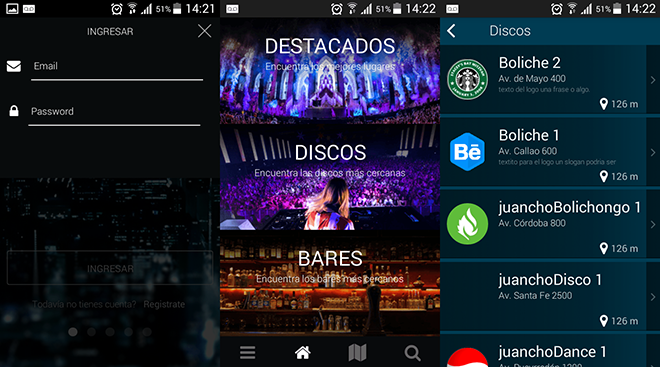 51% 14:21
INGRESAR
Email
Password
INGRESAR
Todavia no tienes cuenta? Registrate
51% 14:22
DESTACADOS
Encuentra los mejores lugares
DISCOS
Encuentra las discos más cercanas
BARES
Encuentra los bares más cercanos
51% 14:22
Discos
Boliche 2
Av. de Mayo 400
texto del logo una frase o algo.
126 m
Bē
Boliche 1
Av. Callao 600
textito para el logo un slogan podria ser
126 m
juanchoBolichongo 1
Av. Córdoba 800
126 m
juanchoDisco 1
Av. Santa Fe 2500
126 m
juanchoDance 1